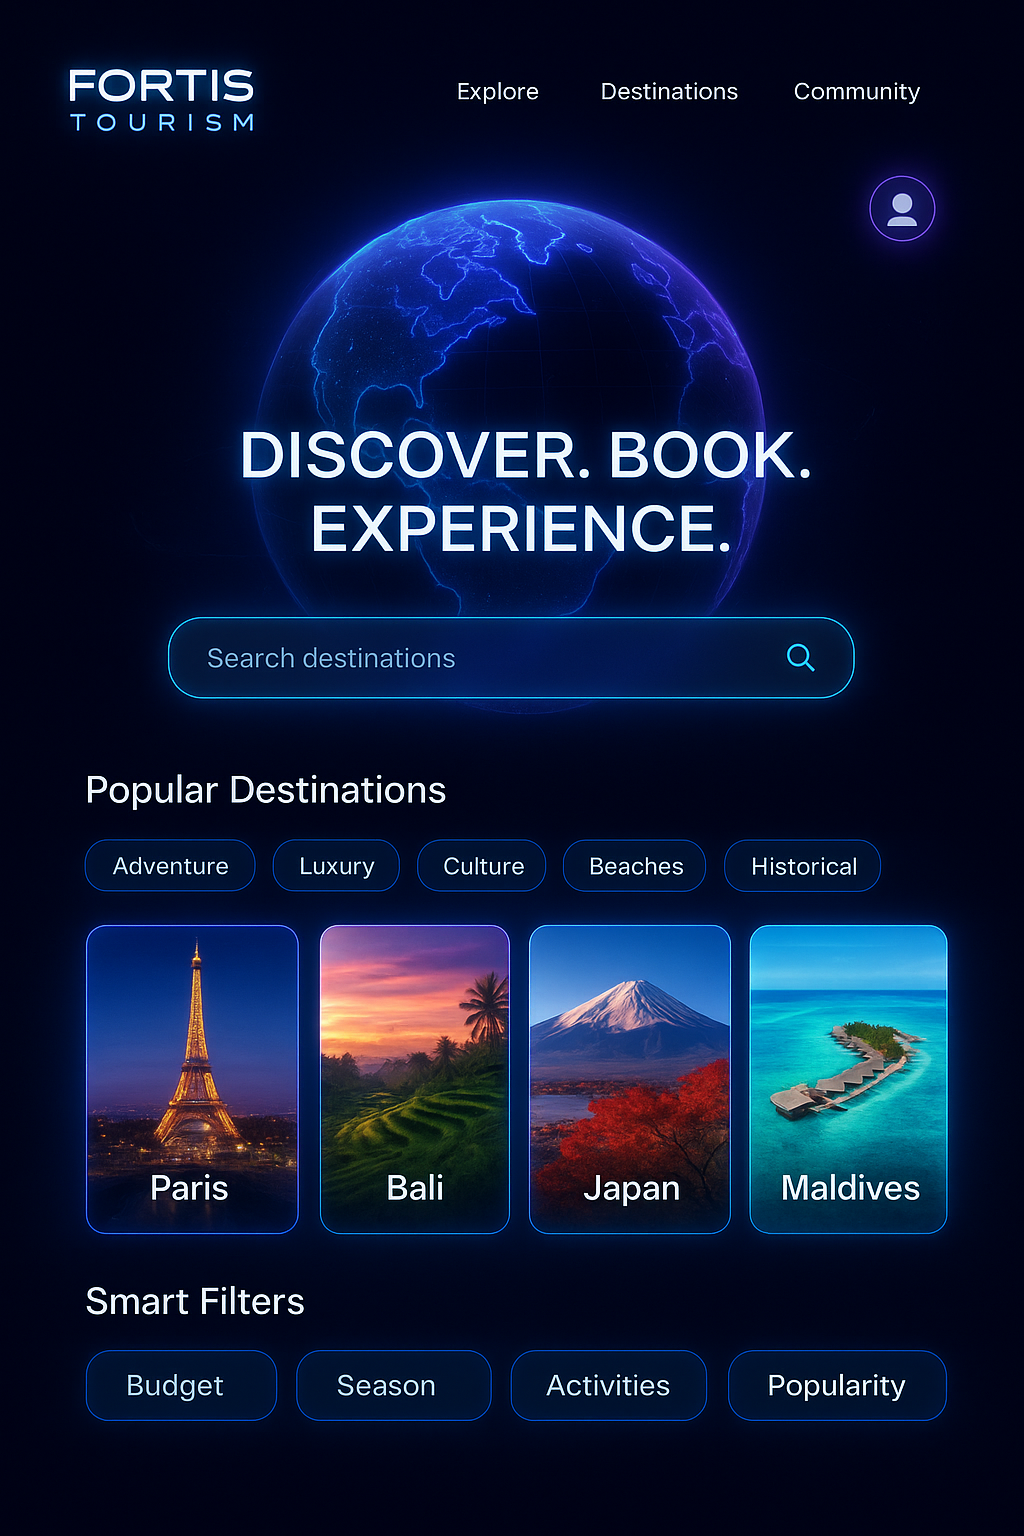 FORTIS
TOURISM
Explore Destinations Community
DISCOVER. BOOK.
EXPERIENCE.
Search destinations
Popular Destinations
Adventure Luxury Culture Beaches Historical
Paris Bali Japan Maldives
Smart Filters
Budget Season Activities Popularity